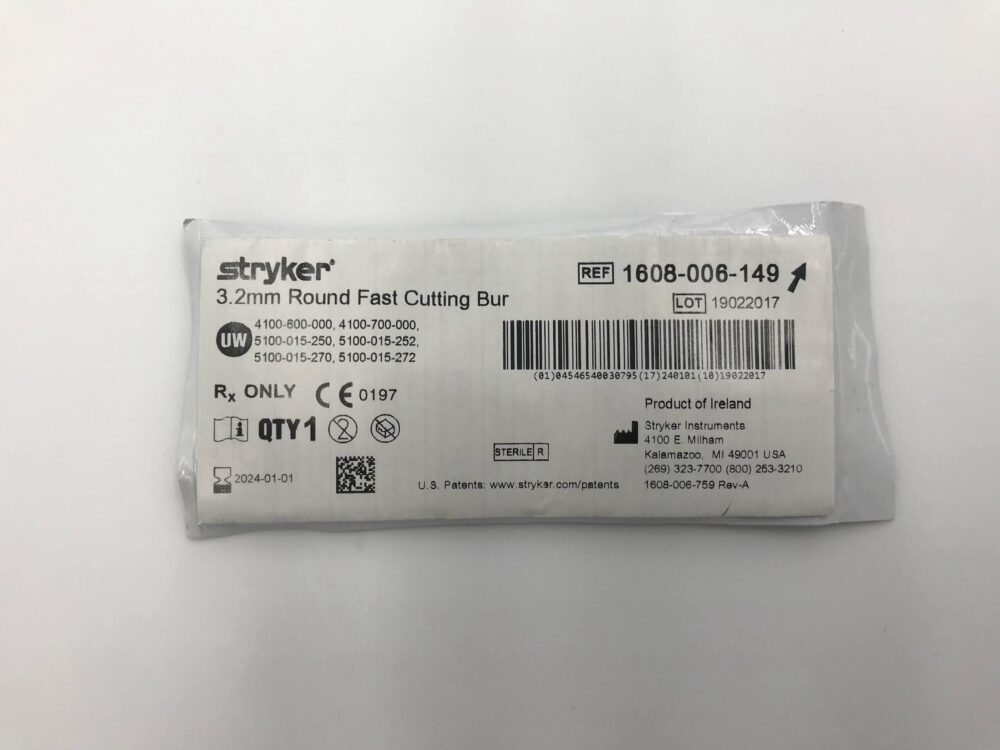 stryker®
REF 1608-006-149
3.2mm Round Fast Cutting Bur
LOT 19022017
UW 4100-600-000, 4100-700-000,
5100-015-250, 5100-015-252,
5100-015-270, 5100-015-272
(01)04546540030795(17)240101(10)19022017
Rx ONLY CE 0197
Product of Ireland
i QTY 1 2
Stryker Instruments
4100 E. Milham
Kalamazoo, MI 49001 USA
(269) 323-7700 (800) 253-3210
1608-006-759 Rev-A
STERILE R
2024-01-01
U.S. Patents: www.stryker.com/patents